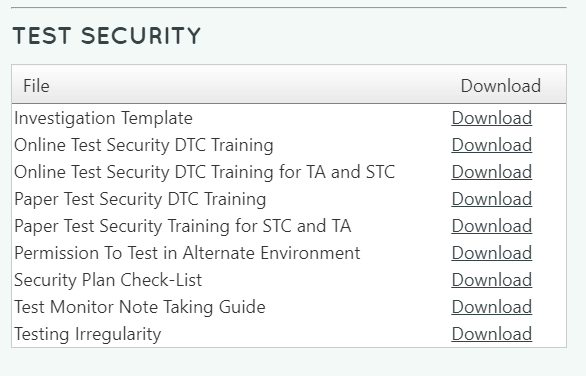 TEST SECURITY
File Download
Investigation Template Download
Online Test Security DTC Training Download
Online Test Security DTC Training for TA and STC Download
Paper Test Security DTC Training Download
Paper Test Security Training for STC and TA Download
Permission To Test in Alternate Environment Download
Security Plan Check-List Download
Test Monitor Note Taking Guide Download
Testing Irregularity Download